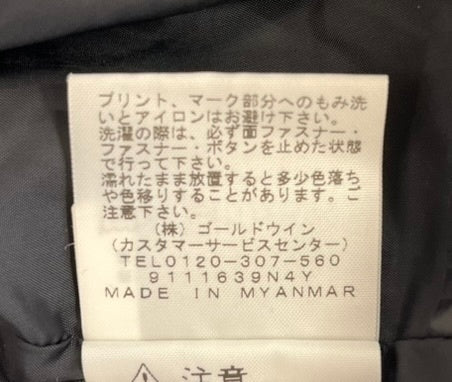 プリント、マーク部分へのもみ洗
いとアイロンはお避け下さい。
洗濯の際は、必ず面ファスナー・
ファスナー・ボタンを止めた状態
で行って下さい。
濡れたまま放置すると多少色落ち
や色移りすることがあります。ご
注意下さい。
(株)ゴールドウイン
(カスタマーサービスセンター)
TEL0120-307-560
9111639N4Y
MADE IN MYANMAR
注意